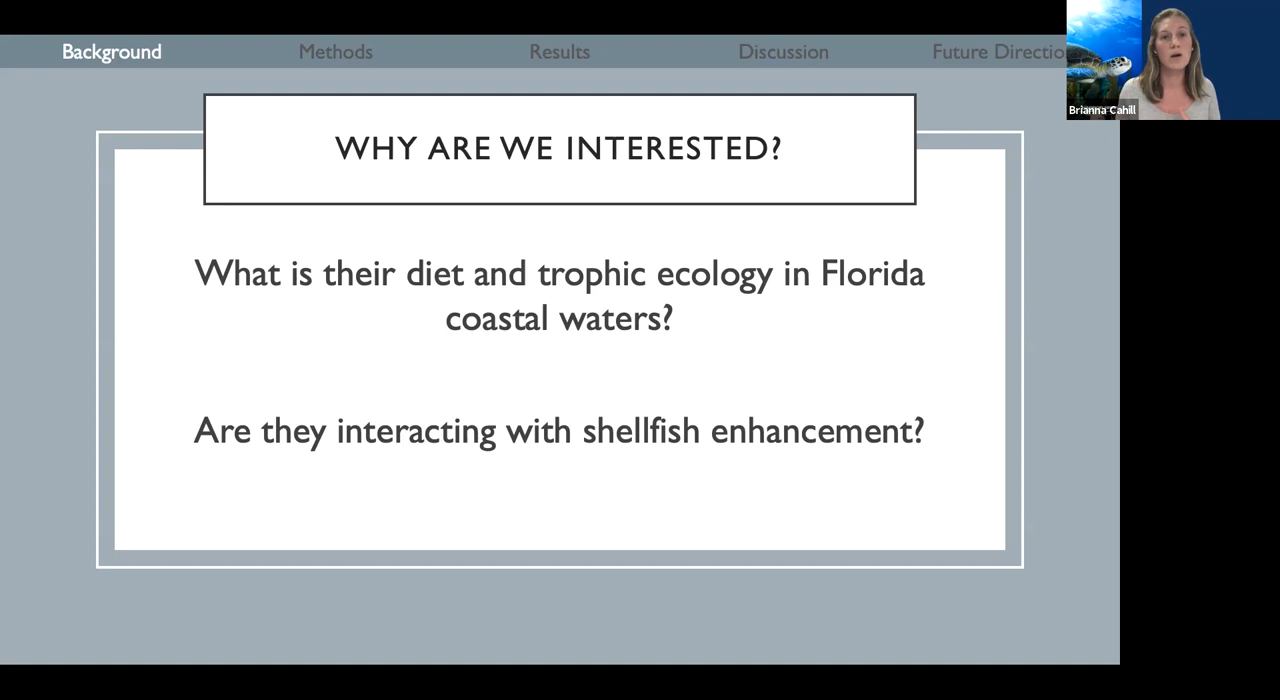 Background Methods Results Discussion Future Directio
Brianna Cahill
WHY ARE WE INTERESTED?
What is their diet and trophic ecology in Florida
coastal waters?
Are they interacting with shellfish enhancement?